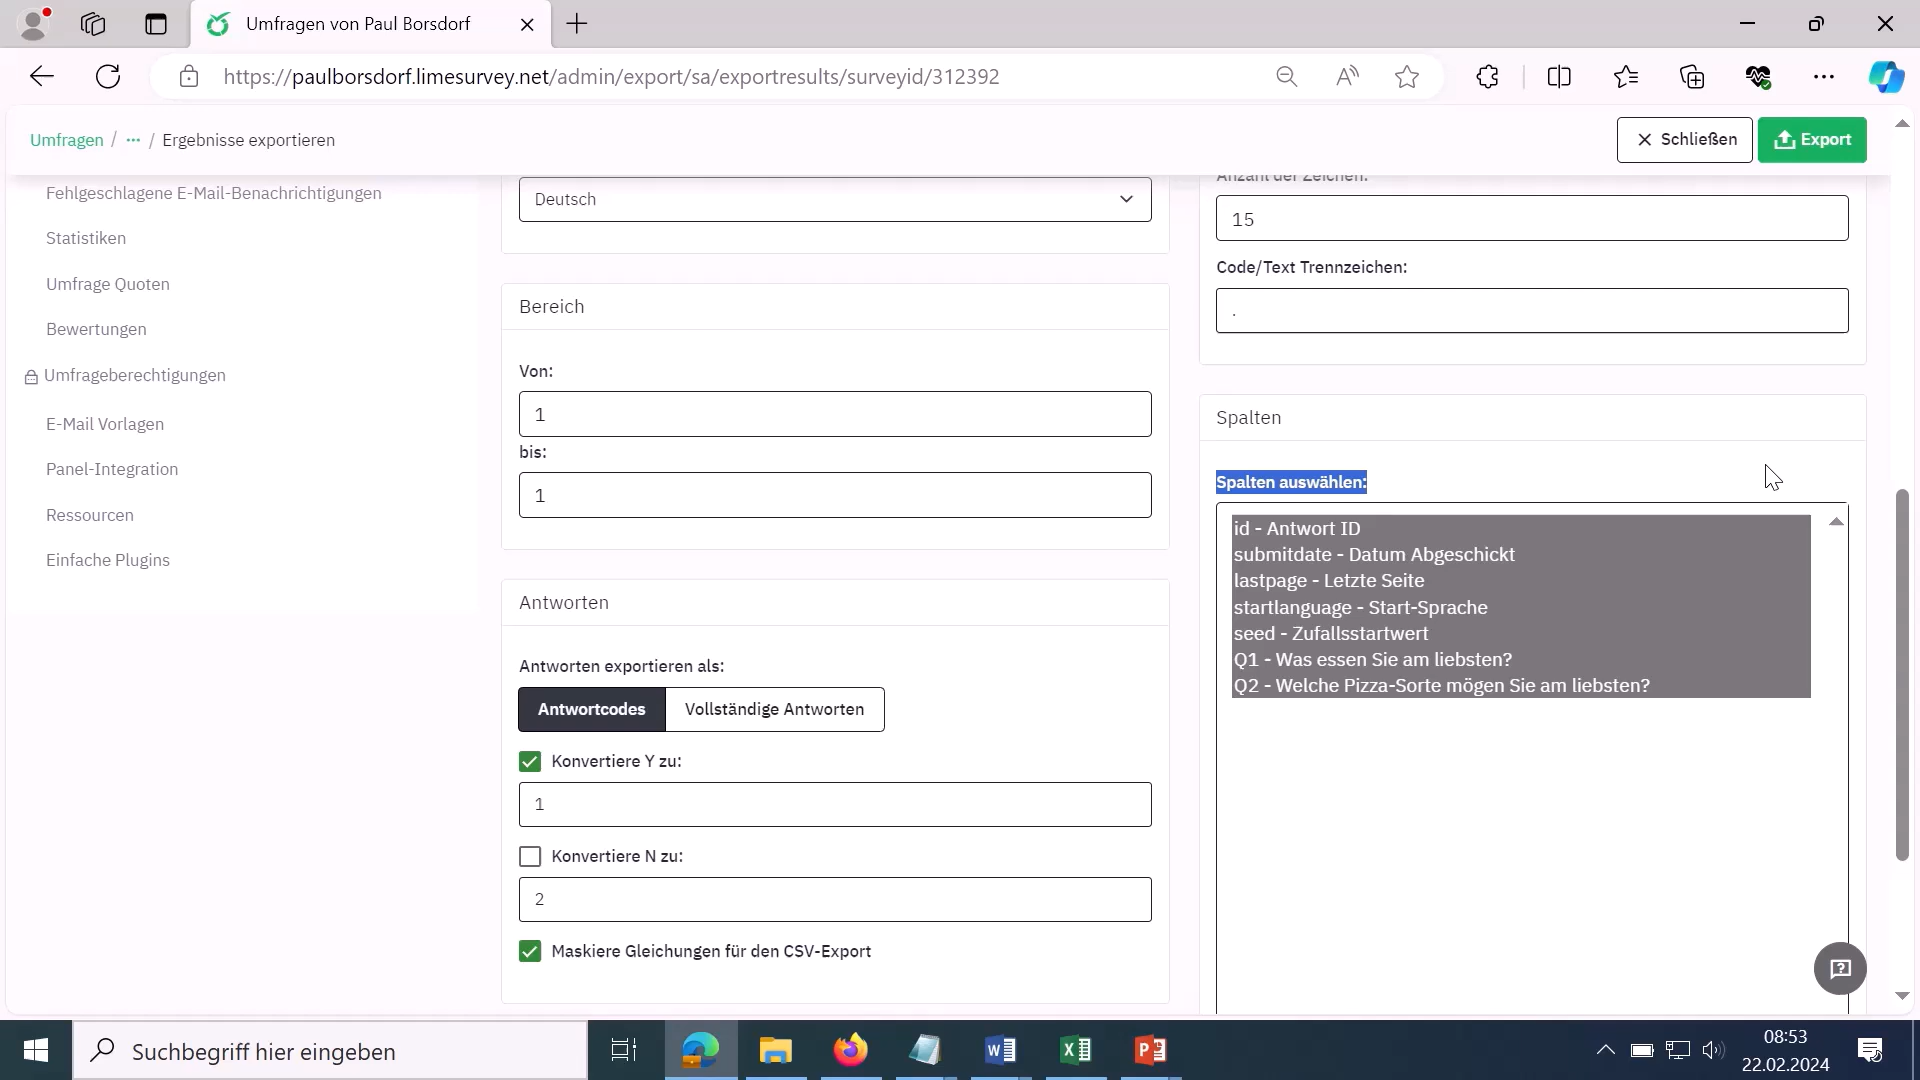 Umfragen von Paul Borsdorf
https://paulborsdorf.limesurvey.net/admin/export/sa/exportresults/surveyid/312392
Umfragen / ··· / Ergebnisse exportieren
Schließen
Export
Fehlgeschlagene E-Mail-Benachrichtigungen
Statistiken
Umfrage Quoten
Bewertungen
Umfrageberechtigungen
E-Mail Vorlagen
Panel-Integration
Ressourcen
Einfache Plugins
Deutsch
Bereich
Von:
1
bis:
1
Antworten
Antworten exportieren als:
Antwortcodes
Vollständige Antworten
Konvertiere Y zu:
1
Konvertiere N zu:
2
Maskiere Gleichungen für den CSV-Export
Anzahl der Zeichen:
15
Code/Text Trennzeichen:
.
Spalten
Spalten auswählen:
id - Antwort ID
submitdate - Datum Abgeschickt
lastpage - Letzte Seite
startlanguage - Start-Sprache
seed - Zufallsstartwert
Q1 - Was essen Sie am liebsten?
Q2 - Welche Pizza-Sorte mögen Sie am liebsten?
Suchbegriff hier eingeben
08:53
22.02.2024